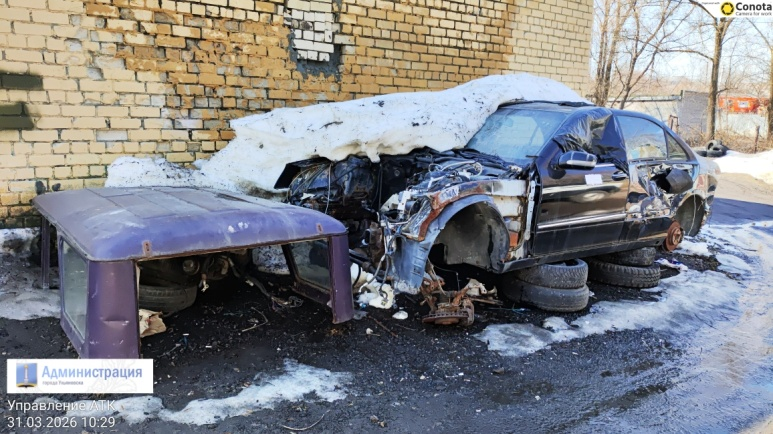 Conota
Camera for work
Администрация
города Ульяновска
Управление АТК
31.03.2026 10:29